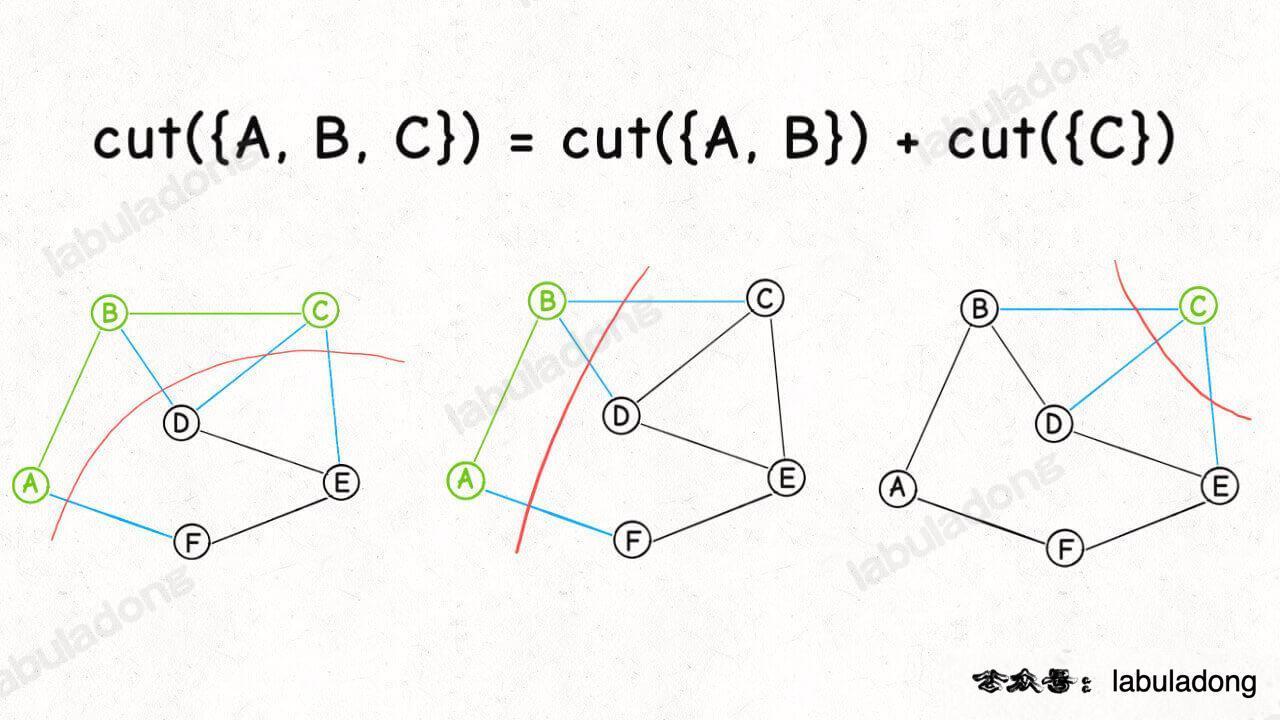 cut({A, B, C}) = cut({A, B}) + cut({C})
labuladong
labuladong
B
C
D
A
E
F
B
C
D
A
E
F
B
C
D
A
E
F
labuladong
labuladong
labuladong
公众号：labuladong